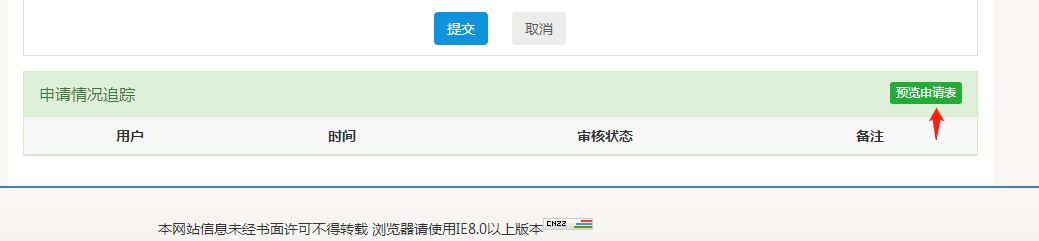 提交 取消
申请情况追踪 预览申请表
用户 时间 审核状态 备注
本网站信息未经书面许可不得转载 浏览器请使用IE8.0以上版本 CNZZ